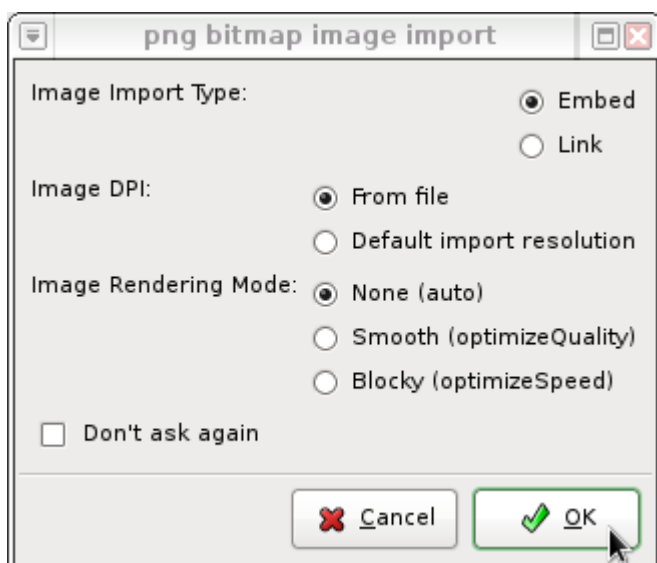 png bitmap image import
Image Import Type:
Embed
Link
Image DPI:
From file
Default import resolution
Image Rendering Mode:
None (auto)
Smooth (optimizeQuality)
Blocky (optimizeSpeed)
Don't ask again
Cancel
OK